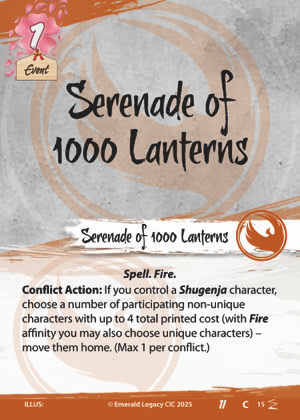 1
Event
Serenade of
1000 Lanterns
Serenade of 1000 Lanterns
Spell. Fire.
Conflict Action: If you control a Shugenja character,
choose a number of participating non-unique
characters with up to 4 total printed cost (with Fire
affinity you may also choose unique characters) –
move them home. (Max 1 per conflict.)
ILLUS: © Emerald Legacy CIC 2025 C 15